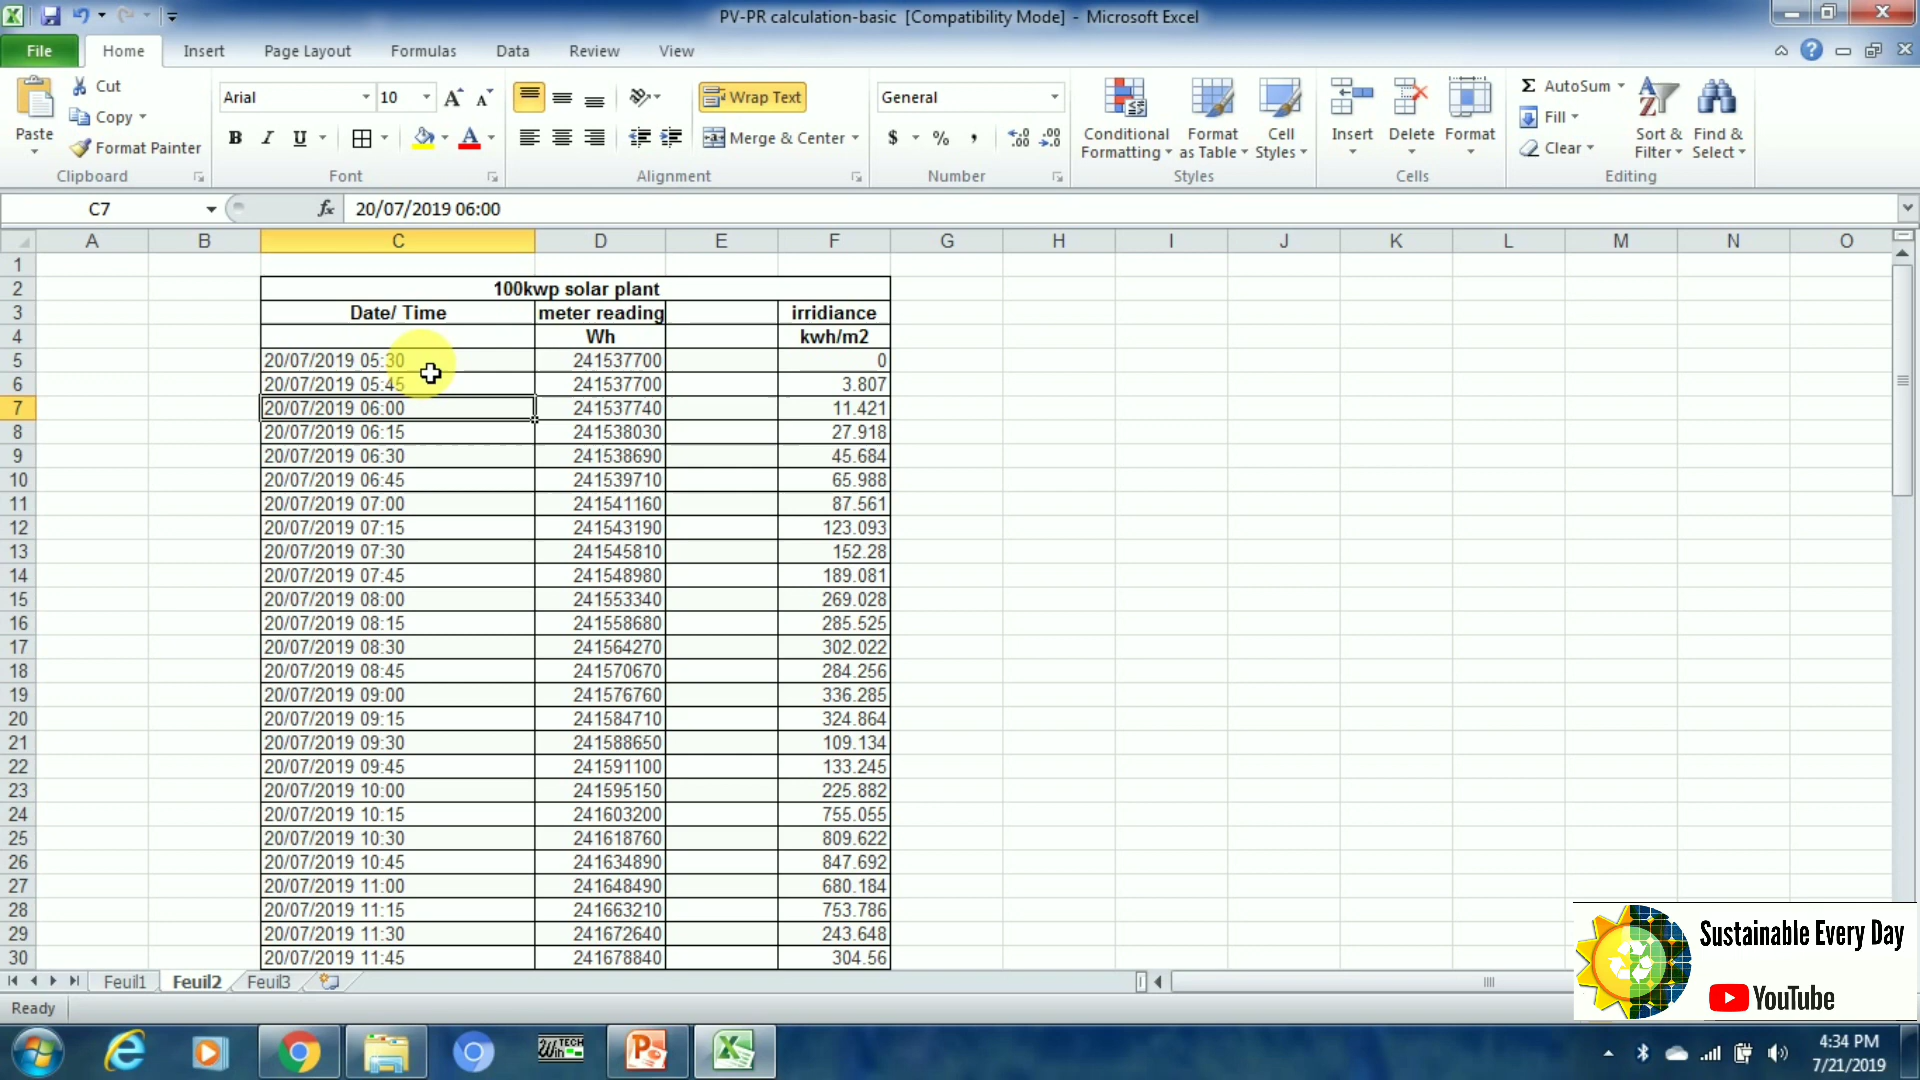 PV-PR calculation-basic [Compatibility Mode] - Microsoft Excel
File Home Insert Page Layout Formulas Data Review View
Paste
Cut
Copy
Format Painter
Clipboard
Arial 10
B I U A
Font
Wrap Text
Merge & Center
Alignment
General
$ % ,
Number
Conditional Formatting
Format as Table
Cell Styles
Styles
Insert Delete Format
Cells
Σ AutoSum
Fill
Clear
Sort & Filter
Find & Select
Editing
C7 fx 20/07/2019 06:00
A B C D E F G H I J K L M N O
1
2 100kwp solar plant
3 Date/ Time meter reading irridiance
4 Wh kwh/m2
5 20/07/2019 05:30 241537700 0
6 20/07/2019 05:45 241537700 3.807
7 20/07/2019 06:00 241537740 11.421
8 20/07/2019 06:15 241538030 27.918
9 20/07/2019 06:30 241538690 45.684
10 20/07/2019 06:45 241539710 65.988
11 20/07/2019 07:00 241541160 87.561
12 20/07/2019 07:15 241543190 123.093
13 20/07/2019 07:30 241545810 152.28
14 20/07/2019 07:45 241548980 189.081
15 20/07/2019 08:00 241553340 269.028
16 20/07/2019 08:15 241558680 285.525
17 20/07/2019 08:30 241564270 302.022
18 20/07/2019 08:45 241570670 284.256
19 20/07/2019 09:00 241576760 336.285
20 20/07/2019 09:15 241584710 324.864
21 20/07/2019 09:30 241588650 109.134
22 20/07/2019 09:45 241591100 133.245
23 20/07/2019 10:00 241595150 225.882
24 20/07/2019 10:15 241603200 755.055
25 20/07/2019 10:30 241618760 809.622
26 20/07/2019 10:45 241634890 847.692
27 20/07/2019 11:00 241648490 680.184
28 20/07/2019 11:15 241663210 753.786
29 20/07/2019 11:30 241672640 243.648
30 20/07/2019 11:45 241678840 304.56
Feuil1 Feuil2 Feuil3
Ready
Sustainable Every Day
YouTube
WinTECH
4:34 PM
7/21/2019